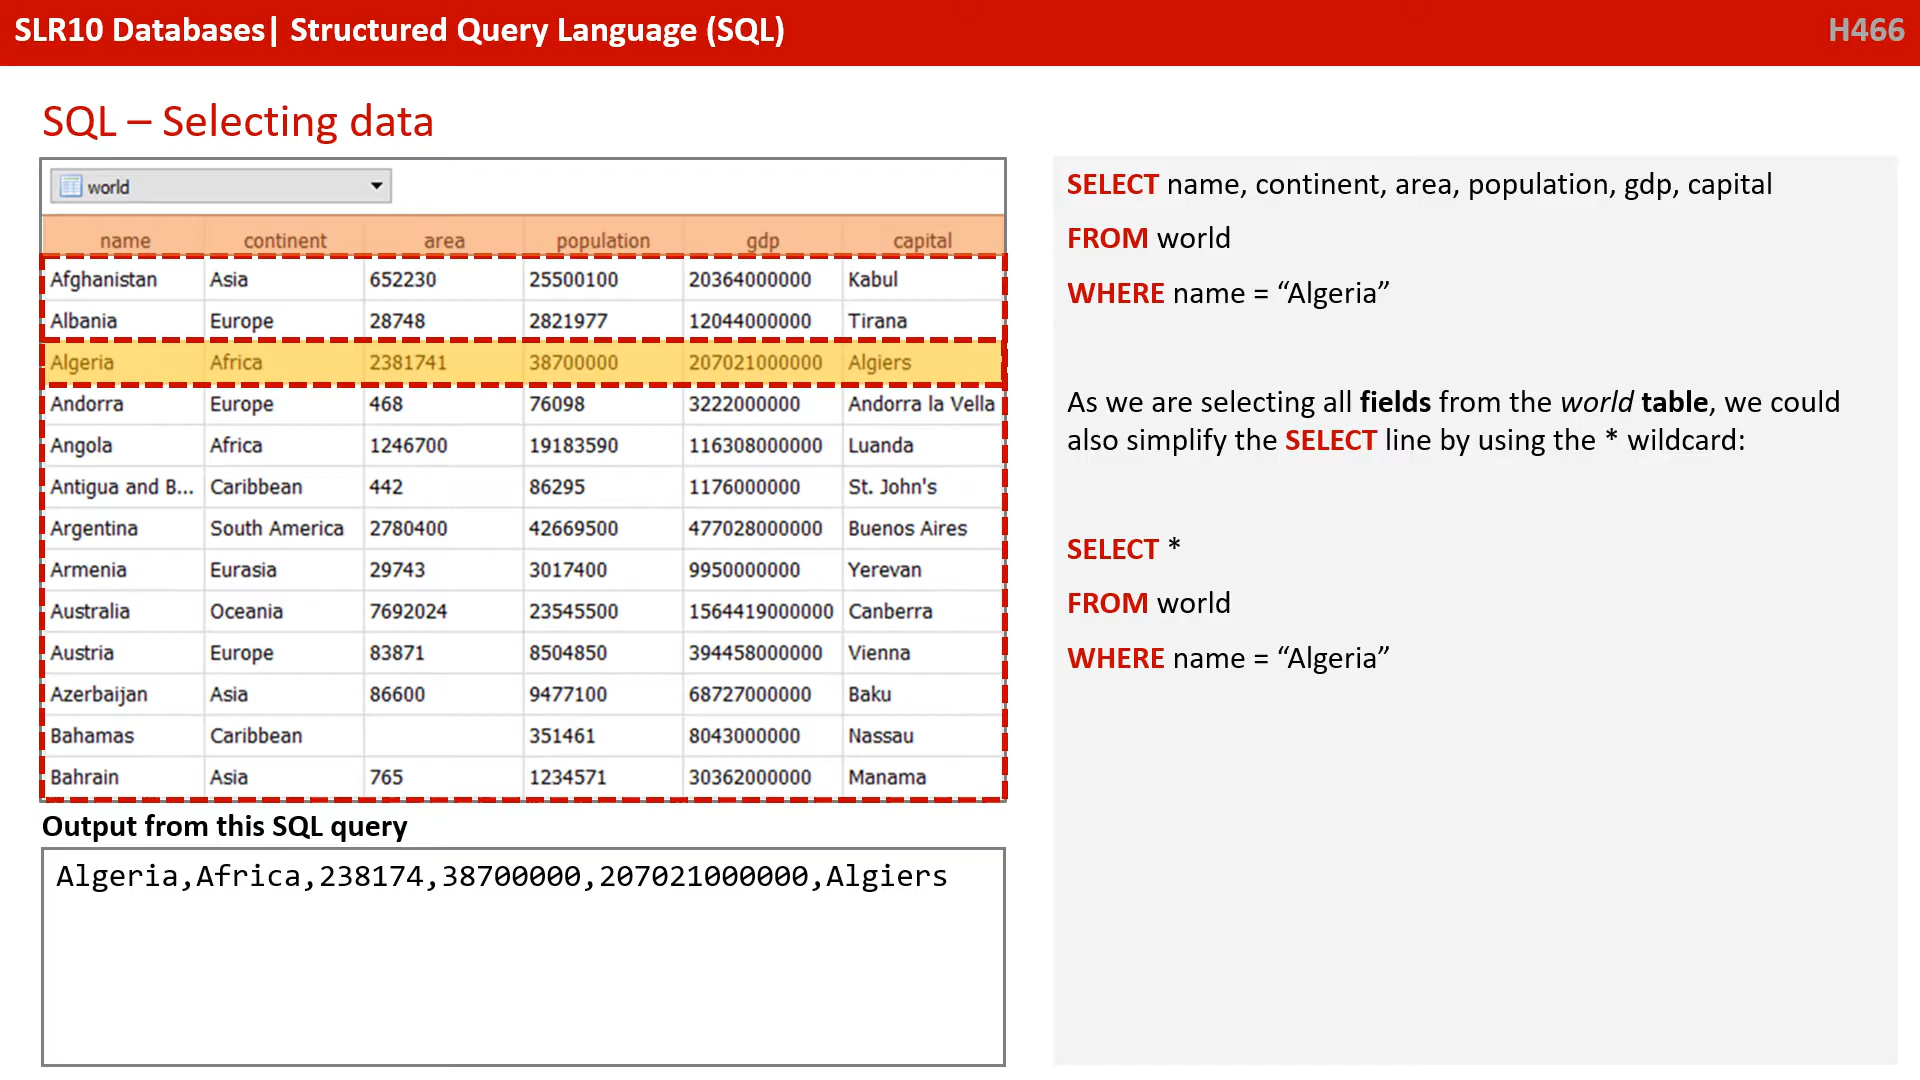 SLR10 Databases| Structured Query Language (SQL)
H466
SQL – Selecting data
world
name continent area population gdp capital
Afghanistan Asia 652230 25500100 20364000000 Kabul
Albania Europe 28748 2821977 12044000000 Tirana
Algeria Africa 2381741 38700000 207021000000 Algiers
Andorra Europe 468 76098 3222000000 Andorra la Vella
Angola Africa 1246700 19183590 116308000000 Luanda
Antigua and B... Caribbean 442 86295 1176000000 St. John's
Argentina South America 2780400 42669500 477028000000 Buenos Aires
Armenia Eurasia 29743 3017400 9950000000 Yerevan
Australia Oceania 7692024 23545500 1564419000000 Canberra
Austria Europe 83871 8504850 394458000000 Vienna
Azerbaijan Asia 86600 9477100 68727000000 Baku
Bahamas Caribbean 351461 8043000000 Nassau
Bahrain Asia 765 1234571 30362000000 Manama
Output from this SQL query
Algeria,Africa,238174,38700000,207021000000,Algiers
SELECT name, continent, area, population, gdp, capital
FROM world
WHERE name = “Algeria”
As we are selecting all fields from the world table, we could
also simplify the SELECT line by using the * wildcard:
SELECT *
FROM world
WHERE name = “Algeria”